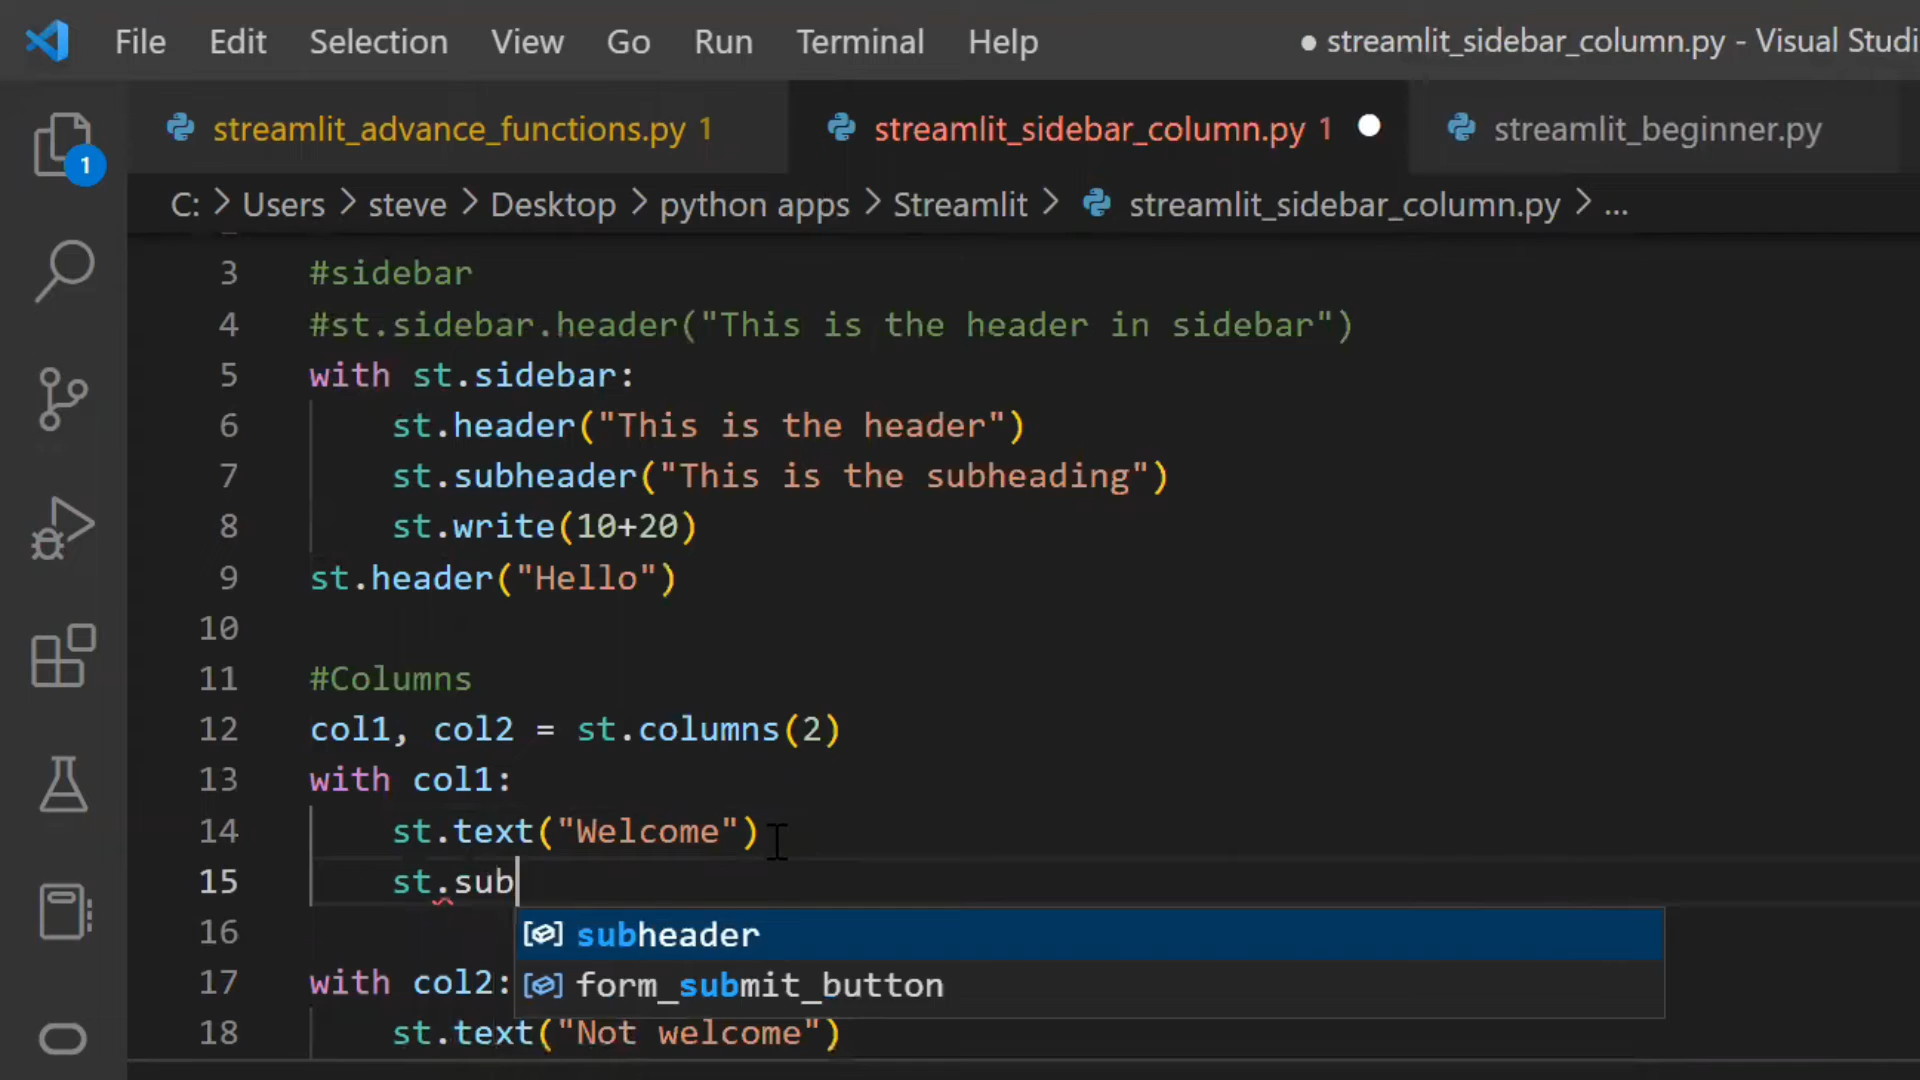 File Edit Selection View Go Run Terminal Help ● streamlit_sidebar_column.py - Visual Studi
streamlit_advance_functions.py 1 streamlit_sidebar_column.py 1 ● streamlit_beginner.py
1
C: > Users > steve > Desktop > python apps > Streamlit > streamlit_sidebar_column.py > ...
3 #sidebar
4 #st.sidebar.header("This is the header in sidebar")
5 with st.sidebar:
6 st.header("This is the header")
7 st.subheader("This is the subheading")
8 st.write(10+20)
9 st.header("Hello")
10
11 #Columns
12 col1, col2 = st.columns(2)
13 with col1:
14 st.text("Welcome")
15 st.sub
16 subheader
17 with col2: form_submit_button
18 st.text("Not welcome")